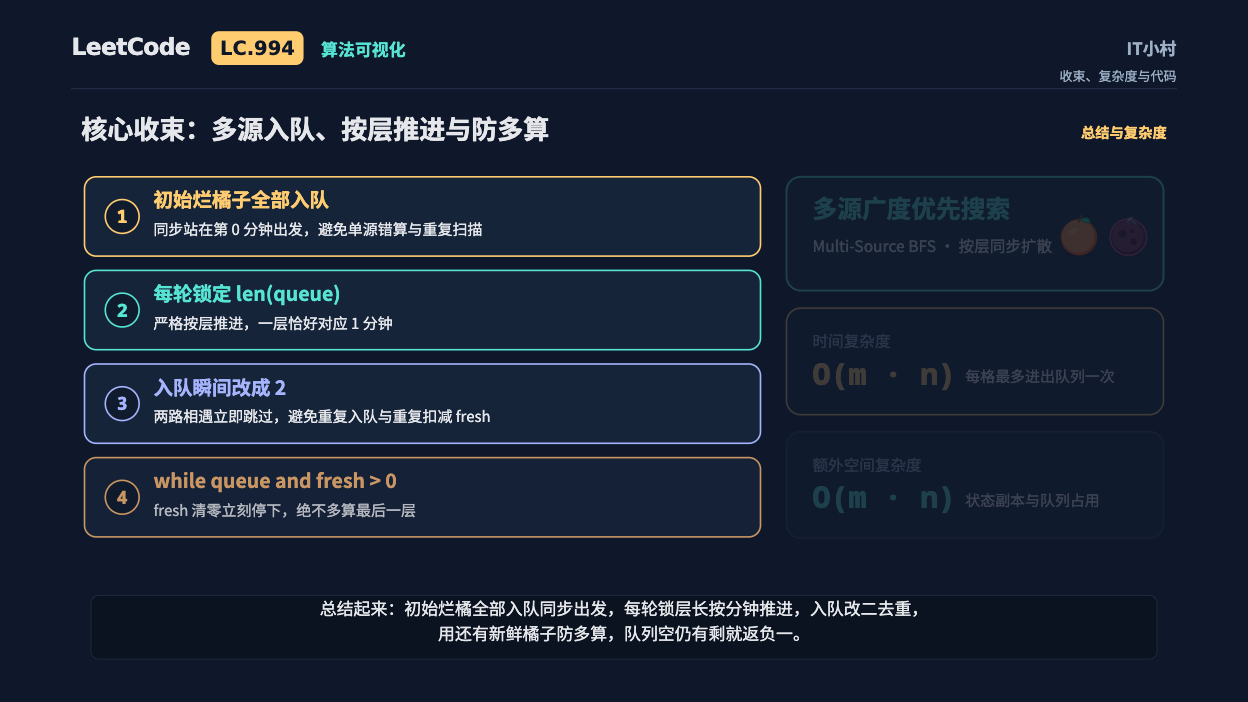 LeetCode LC.994 算法可视化
IT小村
收束、复杂度与代码
核心收束：多源入队、按层推进与防多算
总结与复杂度
1 初始烂橘子全部入队
同步站在第 0 分钟出发，避免单源错算与重复扫描
2 每轮锁定 len(queue)
严格按层推进，一层恰好对应 1 分钟
3 入队瞬间改成 2
两路相遇立即跳过，避免重复入队与重复扣减 fresh
4 while queue and fresh > 0
fresh 清零立刻停下，绝不多算最后一层
多源广度优先搜索
Multi-Source BFS · 按层同步扩散
时间复杂度
O(m · n) 每格最多进出队列一次
额外空间复杂度
O(m · n) 状态副本与队列占用
总结起来：初始烂橘全部入队同步出发，每轮锁层长按分钟推进，入队改二去重，
用还有新鲜橘子防多算，队列空仍有剩就返负一。